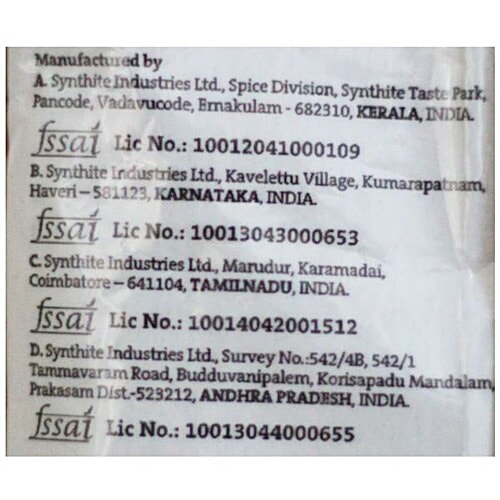 Manufactured by
A. Synthite Industries Ltd., Spice Division, Synthite Taste Park,
Pancode, Vadavucode, Ernakulam - 682310, KERALA, INDIA.
fssai Lic No.: 10012041000109
B. Synthite Industries Ltd., Kavelettu Village, Kumarapatnam,
Haveri – 581123, KARNATAKA, INDIA.
fssai Lic No.: 10013043000653
C. Synthite Industries Ltd., Marudur, Karamadai,
Coimbatore – 641104, TAMILNADU, INDIA.
fssai Lic No.: 10014042001512
D. Synthite Industries Ltd., Survey No.:542/4B, 542/1
Tammavaram Road, Budduvanipalem, Korisapadu Mandalam,
Prakasam Dist.-523212, ANDHRA PRADESH, INDIA.
fssai Lic No.: 10013044000655